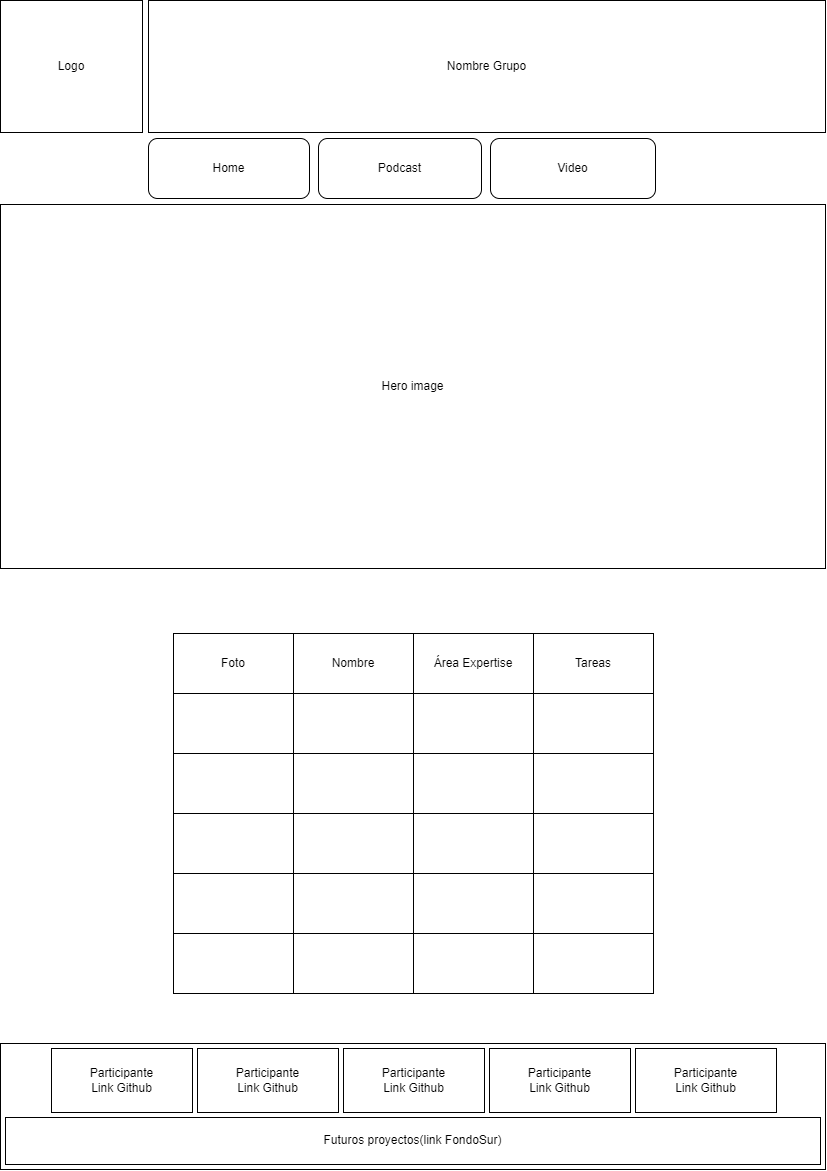 Logo
Nombre Grupo
Home
Podcast
Video
Hero image
Foto
Nombre
Área Expertise
Tareas
Participante
Link Github
Participante
Link Github
Participante
Link Github
Participante
Link Github
Participante
Link Github
Futuros proyectos(link FondoSur)